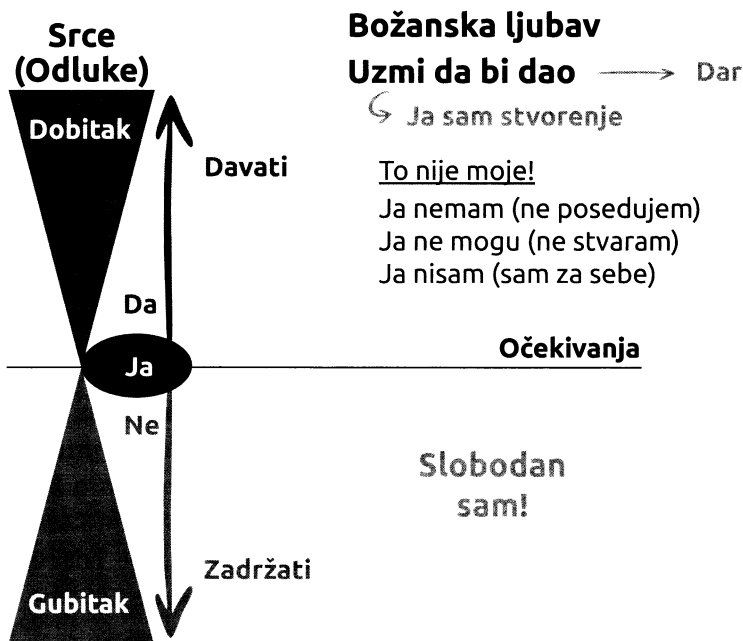 Srce
(Odluke)
Božanska ljubav
Uzmi da bi dao
Dar
Ja sam stvorenje
Dobitak
Davati
To nije moje!
Ja nemam (ne posedujem)
Ja ne mogu (ne stvaram)
Ja nisam (sam za sebe)
Da
Očekivanja
Ja
Ne
Slobodan
sam!
Zadržati
Gubitak